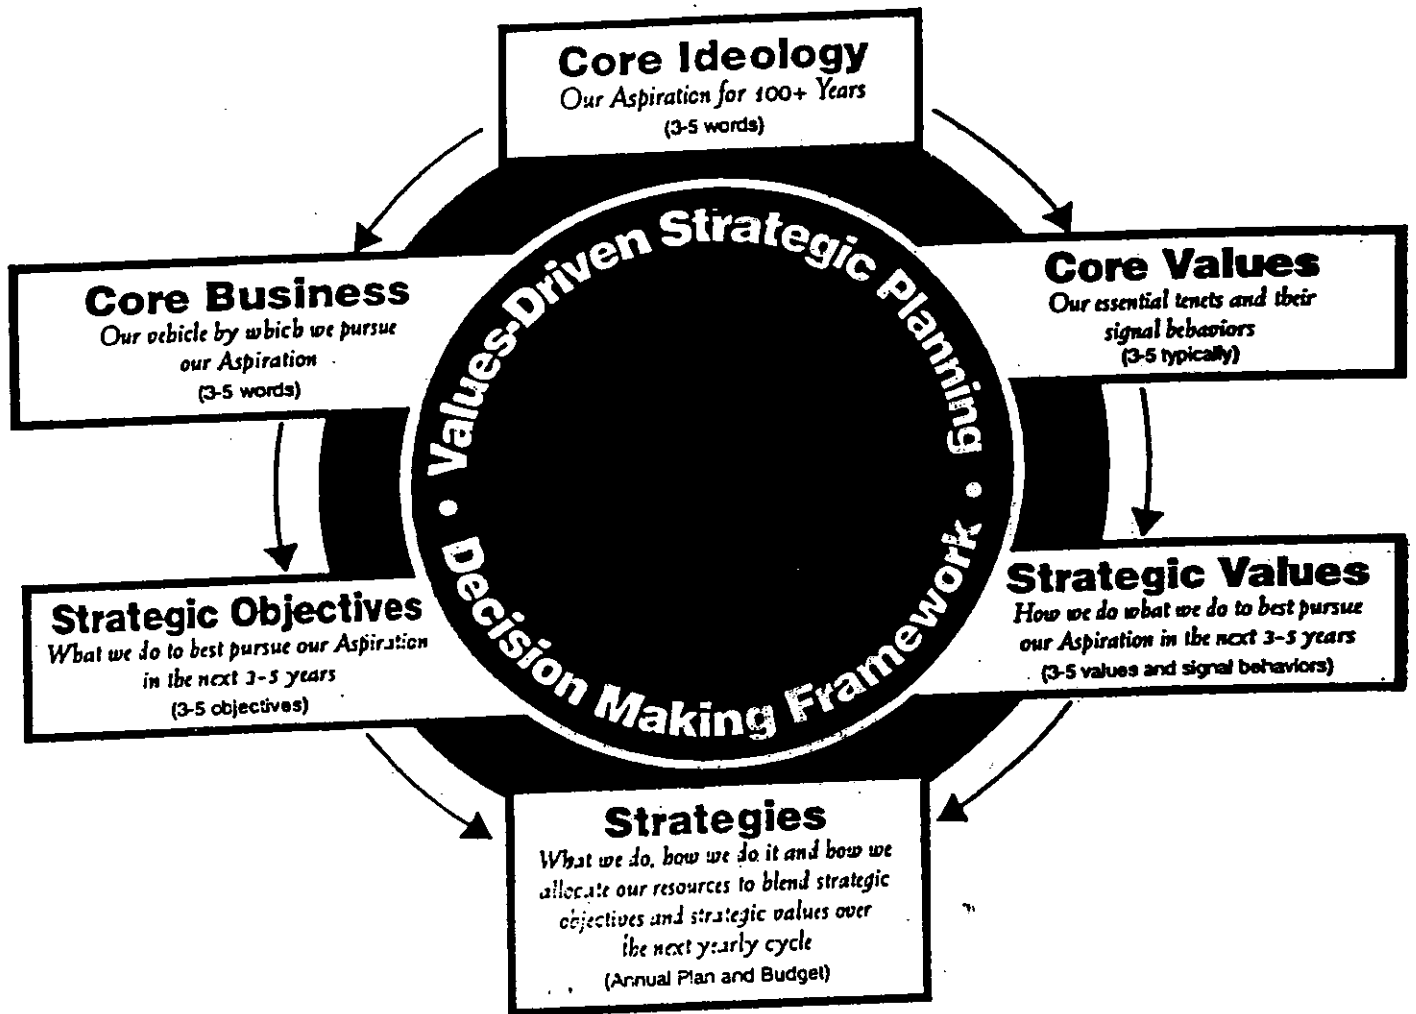 Core Ideology
Our Aspiration for 100+ Years
(3-5 words)
Core Business
Our vehicle by which we pursue
our Aspiration
(3-5 words)
Core Values
Our essential tenets and their
signal behaviors
(3-5 typically)
Values-Driven Strategic Planning •
Decision Making Framework •
Strategic Objectives
What we do to best pursue our Aspiration
in the next 3-5 years
(3-5 objectives)
Strategic Values
How we do what we do to best pursue
our Aspiration in the next 3-5 years
(3-5 values and signal behaviors)
Strategies
What we do, how we do it and how we
allocate our resources to blend strategic
objectives and strategic values over
the next yearly cycle
(Annual Plan and Budget)